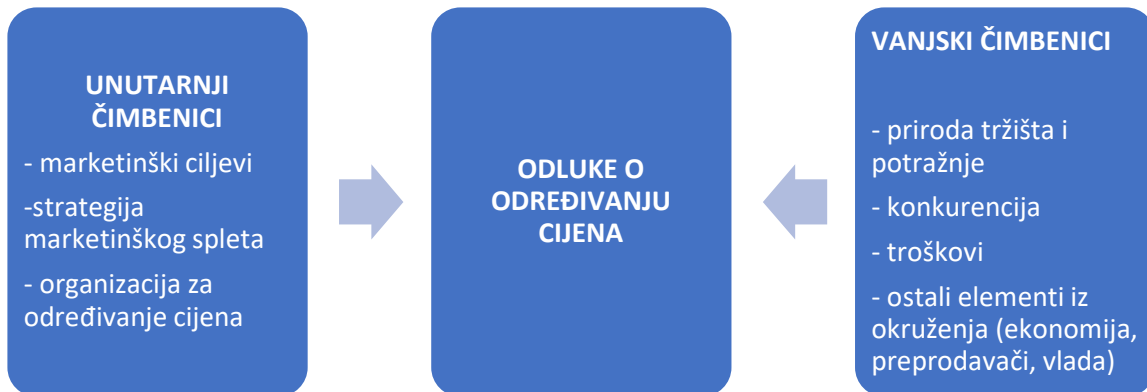 UNUTARNJI
ČIMBENICI
- marketinški ciljevi
-strategija
marketinškog spleta
- organizacija za
određivanje cijena
ODLUKE O
ODREĐIVANJU
CIJENA
VANJSKI ČIMBENICI
- priroda tržišta i
potražnje
- konkurencija
- troškovi
- ostali elementi iz
okruženja (ekonomija,
preprodavači, vlada)